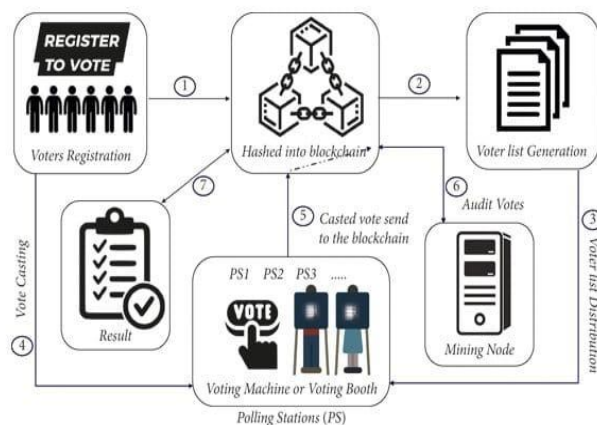 REGISTER
TO VOTE
Voters Registration
1
Hashed into blockchain
2
Voter list Generation
7
6
Audit Votes
5
Casted vote send
to the blockchain
3
Voter list Distribution
Vote Casting
4
Result
PS1 PS2 PS3 .....
VOTE
Voting Machine or Voting Booth
Mining Node
Polling Stations (PS)